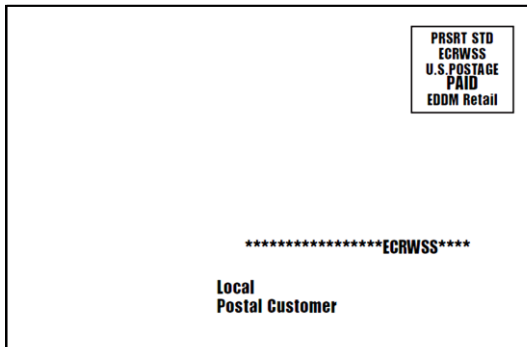 PRSRT STD
ECRWSS
U.S.POSTAGE
PAID
EDDM Retail
*****************ECRWSS****
Local
Postal Customer